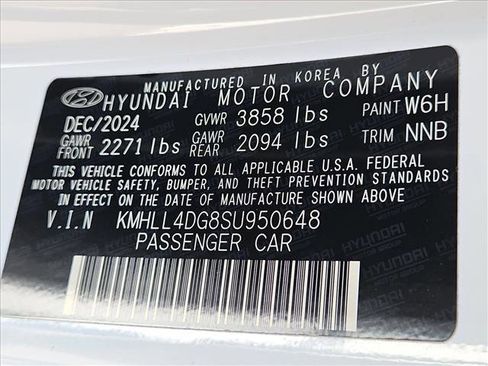 MANUFACTURED IN KOREA BY
HYUNDAI MOTOR COMPANY
DEC/2024 GVWR 3858 lbs PAINT W6H
GAWR FRONT 2271 lbs GAWR REAR 2094 lbs TRIM NNB
THIS VEHICLE CONFORMS TO ALL APPLICABLE U.S.A. FEDERAL
MOTOR VEHICLE SAFETY, BUMPER, AND THEFT PREVENTION
STANDARDS IN EFFECT ON THE DATE OF MANUFACTURE SHOWN ABOVE
V.I.N KMHLL4DG8SU950648
PASSENGER CAR